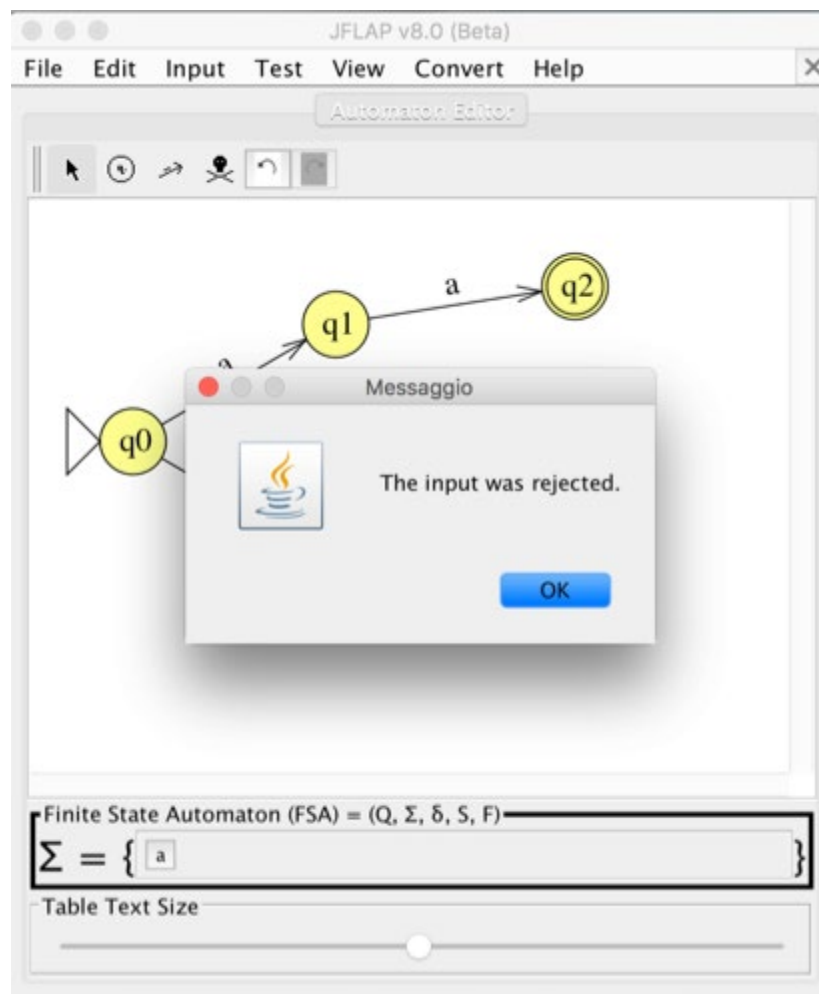 JFLAP v8.0 (Beta)
File Edit Input Test View Convert Help
Automaton Editor
q
a
q2
q1
a
q0
Messaggio
The input was rejected.
OK
Finite State Automaton (FSA) = (Q, Σ, δ, S, F)
Σ = { a }
Table Text Size